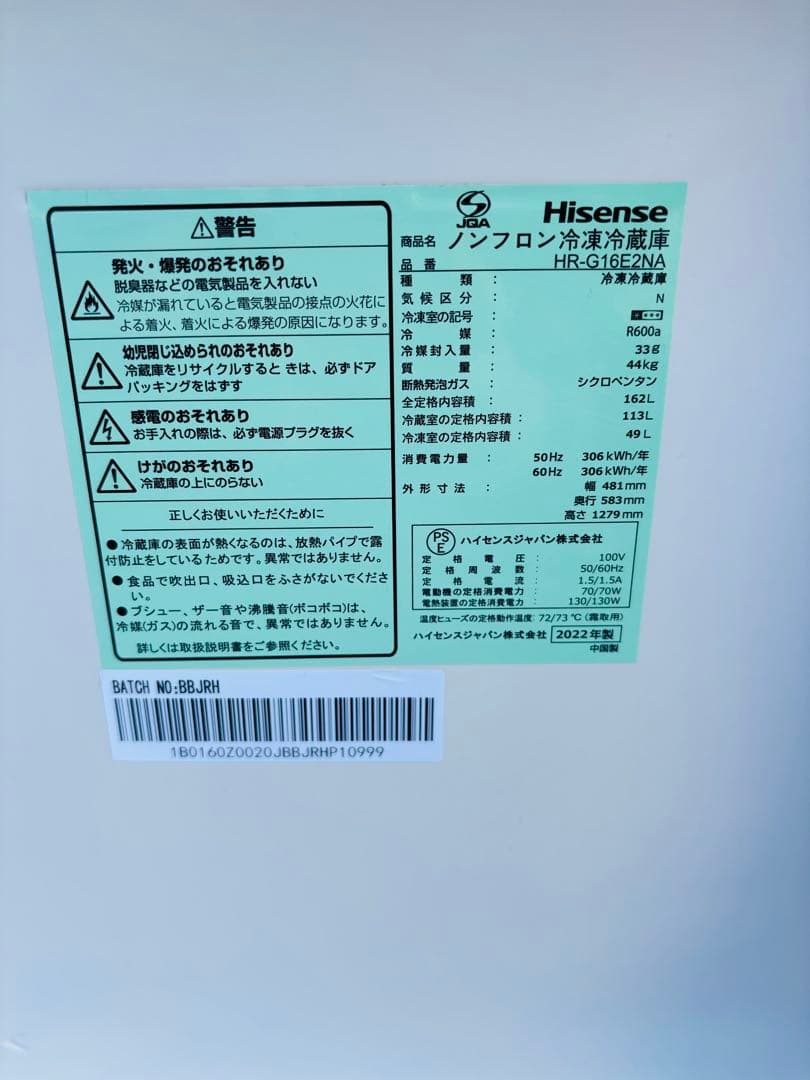 ⚠警告
発火・爆発のおそれあり
脱臭器などの電気製品を入れない
冷媒が漏れていると電気製品の接点の火花に
よる着火、着火による爆発の原因になります。
幼児閉じ込められのおそれあり
冷蔵庫をリサイクルすると きは、必ずドア
パッキングをはずす
感電のおそれあり
お手入れの際は、必ず電源プラグを抜く
けがのおそれあり
冷蔵庫の上にのらない
正しくお使いいただくために
●冷蔵庫の表面が熱くなるのは、放熱パイプで露
付防止をしているためです。異常ではありません。
●食品で吹出口、吸込口をふさがないでくださ
い。
●ブシュー、ザー音や沸騰音(ボコボコ)は、
冷媒(ガス)の流れる音で、異常ではありません。
詳しくは取扱説明書をご参照ください。
JQA
Hisense
商品名 ノンフロン冷凍冷蔵庫
品番 HR-G16E2NA
種類 : 冷凍冷蔵庫
気候区分 : N
冷凍室の記号 :
冷媒 : R600a
冷媒封入量 : 33g
質量 : 44kg
断熱発泡ガス : シクロペンタン
全定格内容積 : 162L
冷蔵室の定格内容積 : 113L
冷凍室の定格内容積 : 49L
消費電力量 : 50Hz 306kWh/年
60Hz 306kWh/年
外形寸法 : 幅 481mm
奥行 583mm
高さ 1279mm
PSE ハイセンスジャパン株式会社
定格電圧 : 100V
定格周波数 : 50/60Hz
定格電流 : 1.5/1.5A
電動機の定格消費電力 : 70/70W
電熱装置の定格消費電力 : 130/130W
温度ヒューズの定格動作温度: 72/73℃(霜取用)
ハイセンスジャパン株式会社 2022年製
中国製
BATCH NO:BBJRH
1B0160Z0020JBBJRHP10999